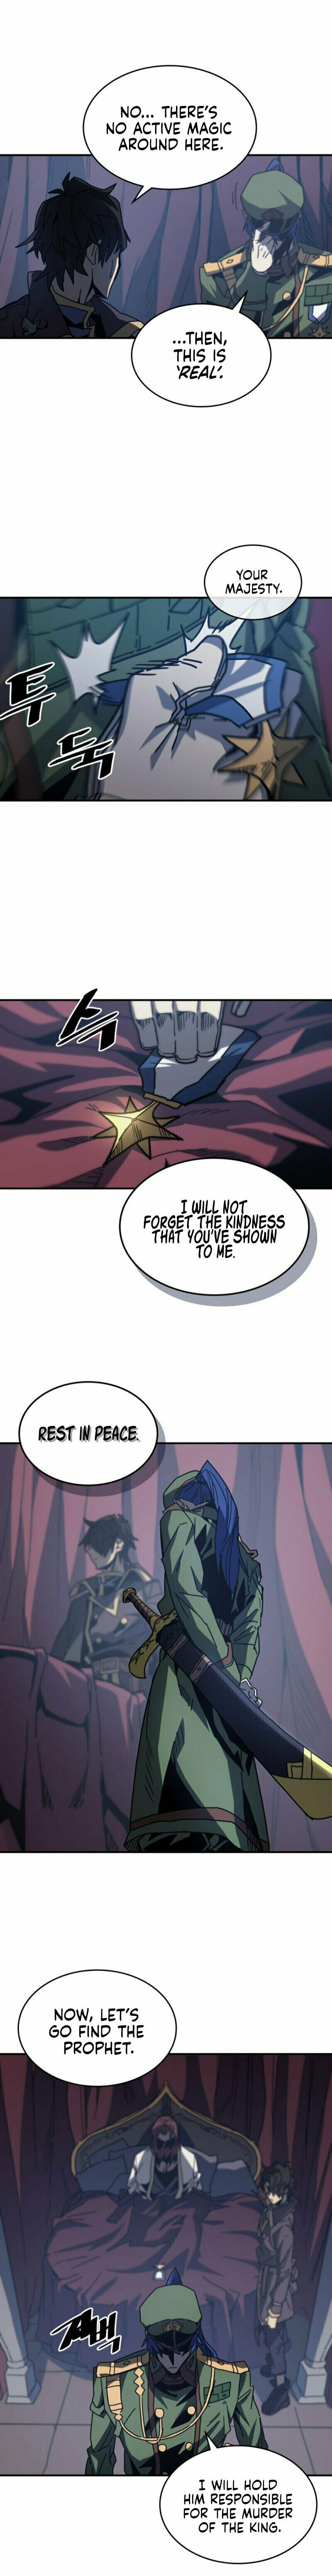 NO... THERE'S
NO ACTIVE MAGIC
AROUND HERE.
...THEN,
THIS IS
'REAL'.
YOUR
MAJESTY.
투
둑
스
I WILL NOT
FORGET THE KINDNESS
THAT YOU'VE SHOWN
TO ME.
REST IN PEACE.
NOW, LET'S
GO FIND THE
PROPHET.
I WILL HOLD
HIM RESPONSIBLE
FOR THE MURDER
OF THE KING.